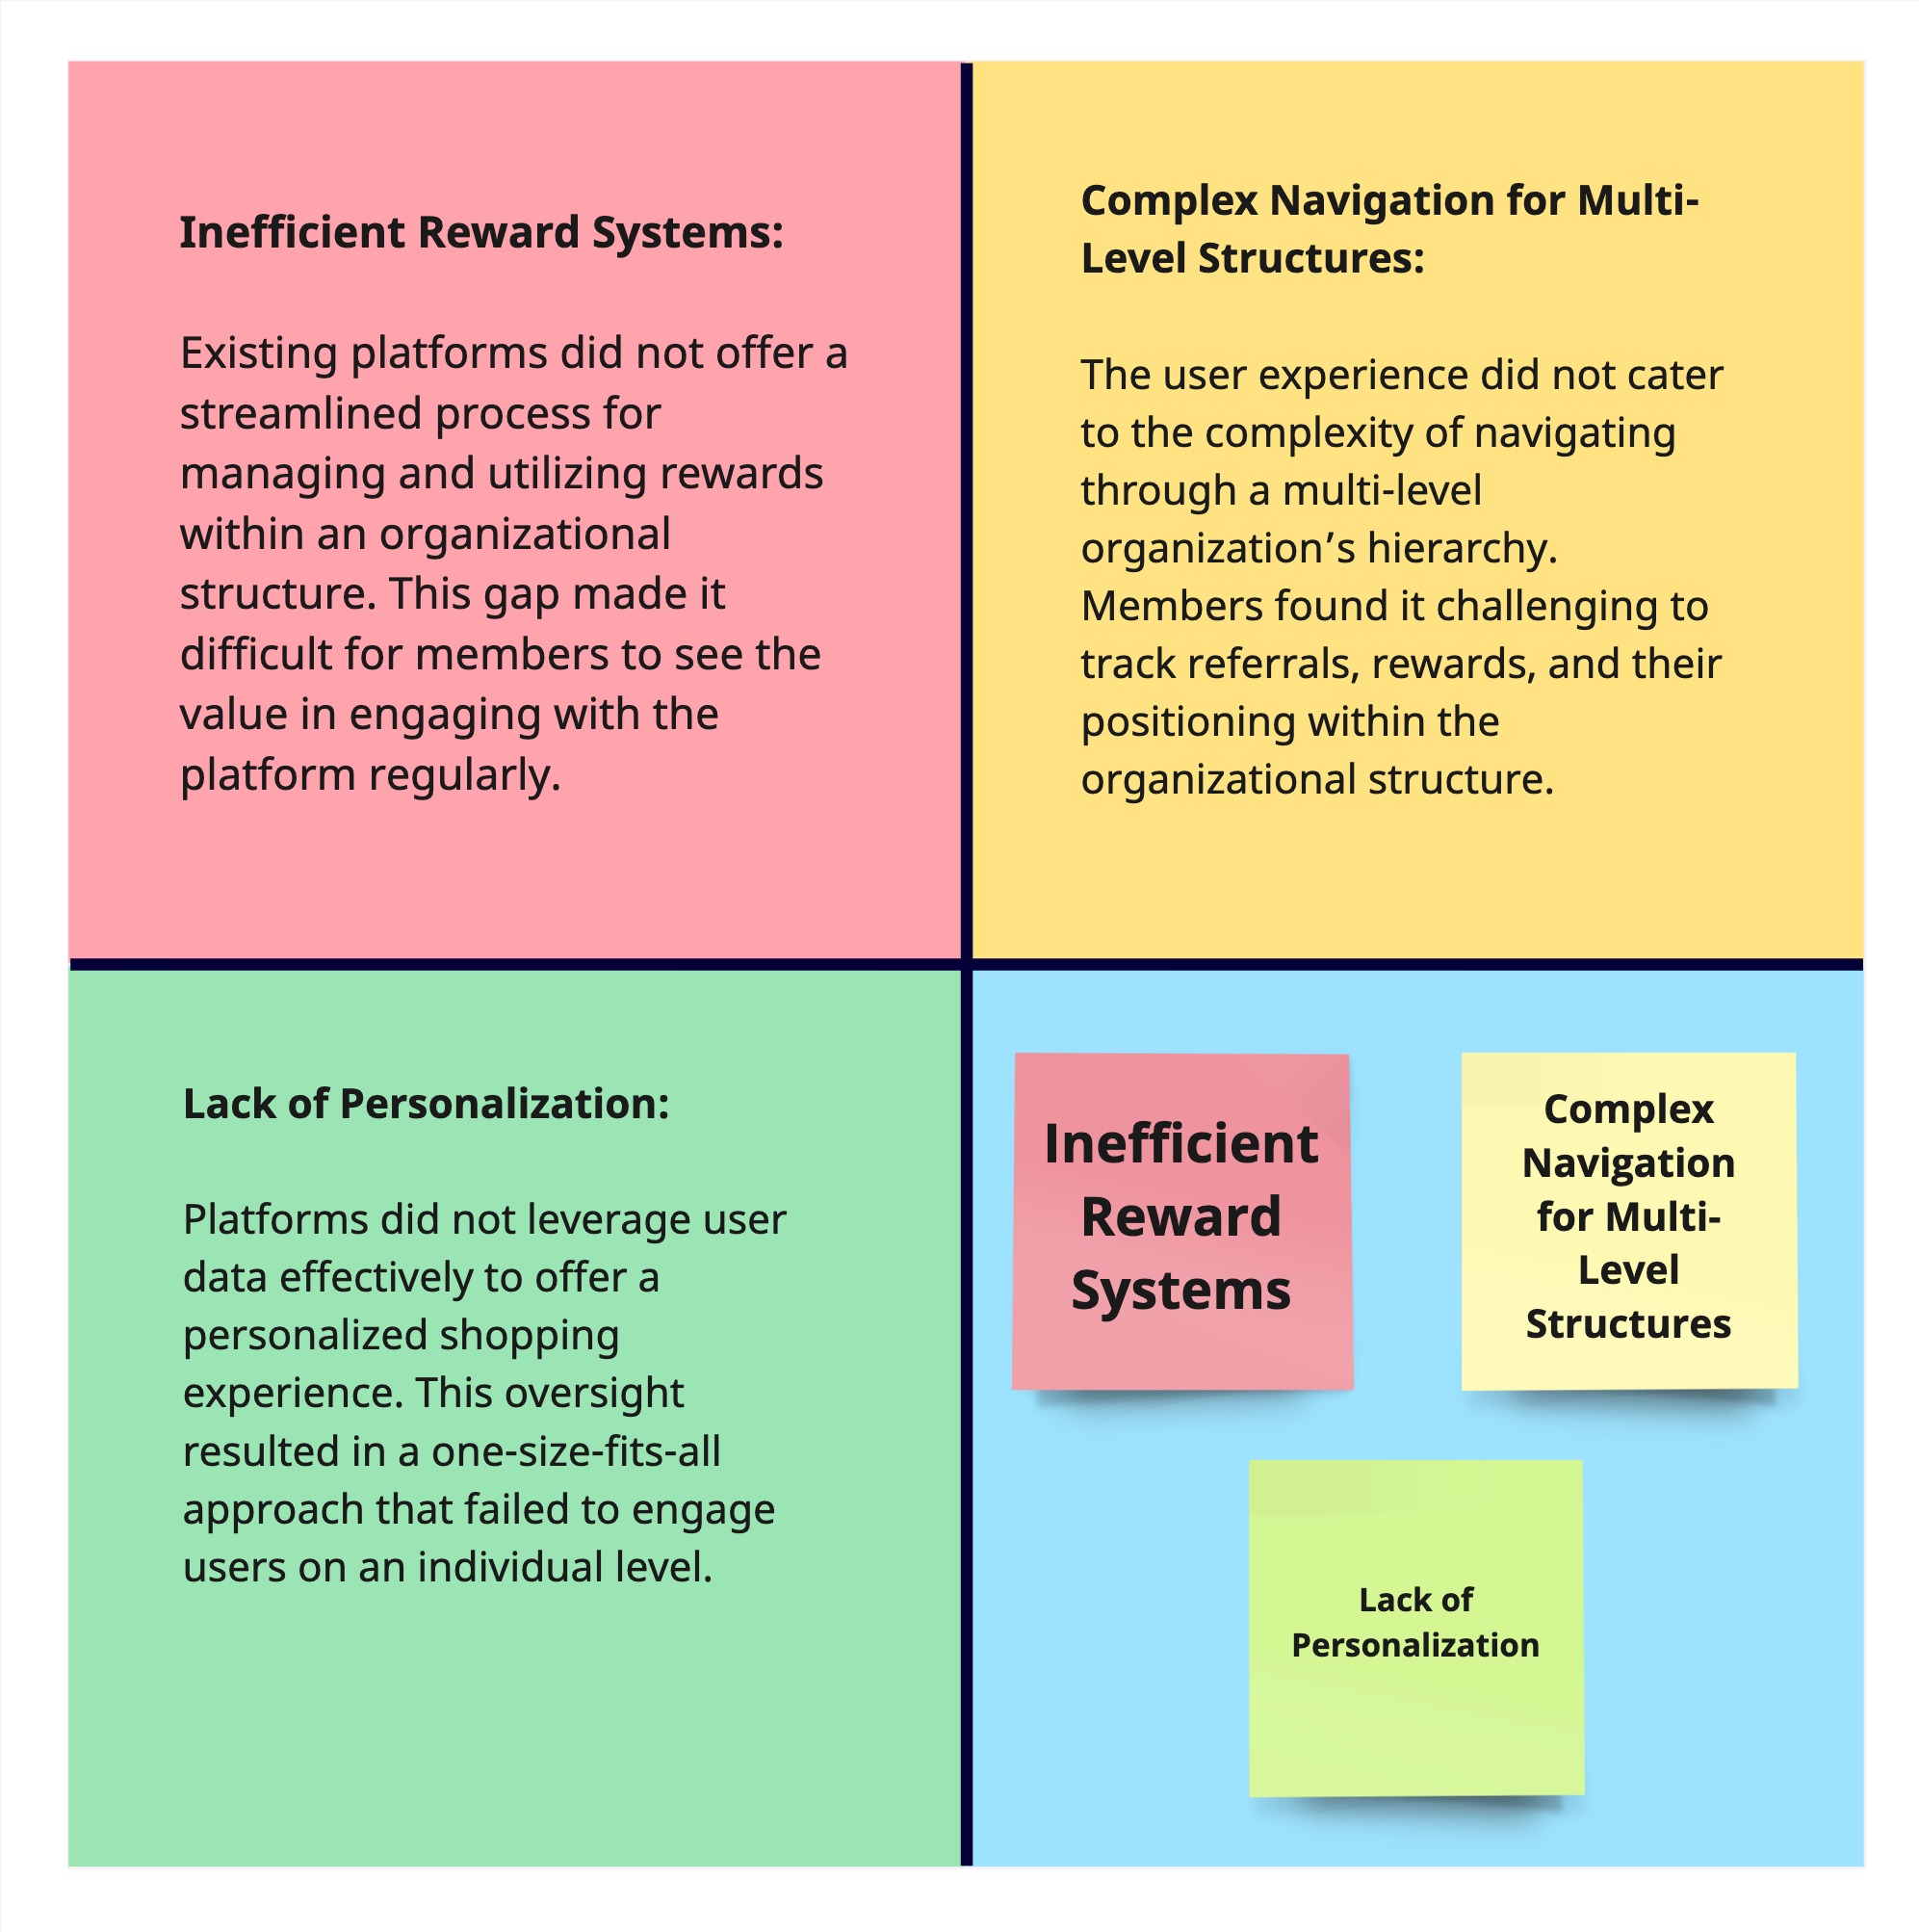 Inefficient Reward Systems:
Existing platforms did not offer a
streamlined process for
managing and utilizing rewards
within an organizational
structure. This gap made it
difficult for members to see the
value in engaging with the
platform regularly.
Complex Navigation for Multi-
Level Structures:
The user experience did not cater
to the complexity of navigating
through a multi-level
organization’s hierarchy.
Members found it challenging to
track referrals, rewards, and their
positioning within the
organizational structure.
Lack of Personalization:
Platforms did not leverage user
data effectively to offer a
personalized shopping
experience. This oversight
resulted in a one-size-fits-all
approach that failed to engage
users on an individual level.
Inefficient
Reward
Systems
Complex
Navigation
for Multi-
Level
Structures
Lack of
Personalization